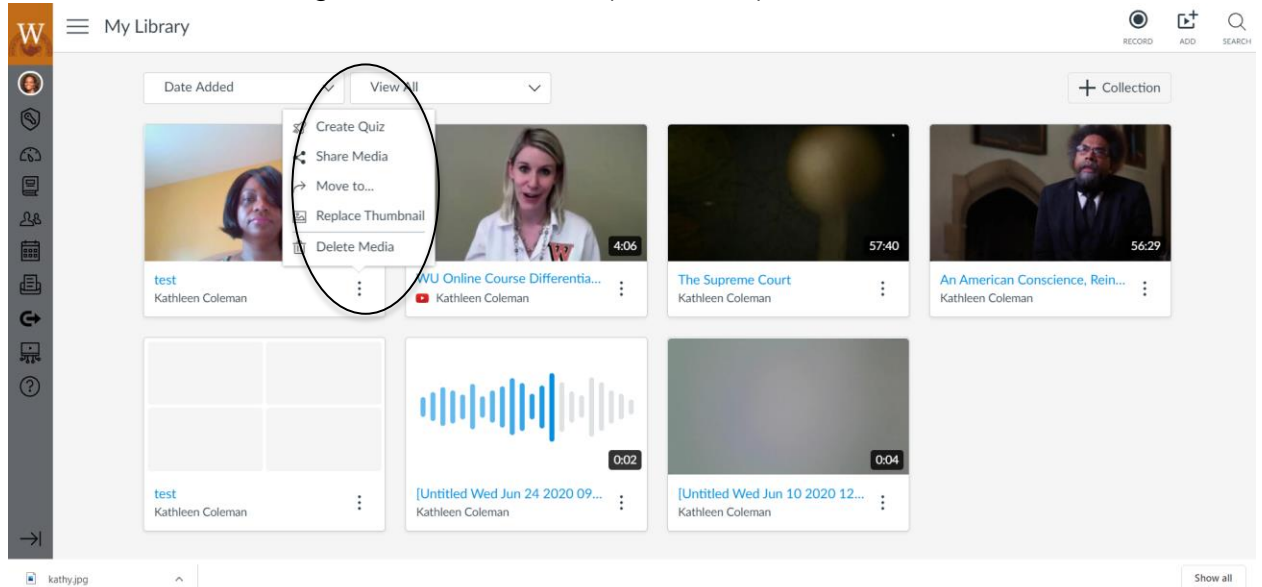 W
My Library
RECORD
ADD
SEARCH
Date Added
View All
Collection
Create Quiz
Share Media
Move to...
Replace Thumbnail
Delete Media
4:06
57:40
56:29
test
Kathleen Coleman
WU Online Course Differentia...
Kathleen Coleman
The Supreme Court
Kathleen Coleman
An American Conscience, Rein...
Kathleen Coleman
0:02
0:04
test
Kathleen Coleman
[Untitled Wed Jun 24 2020 09...
Kathleen Coleman
[Untitled Wed Jun 10 2020 12...
Kathleen Coleman
kathy.jpg
Show all